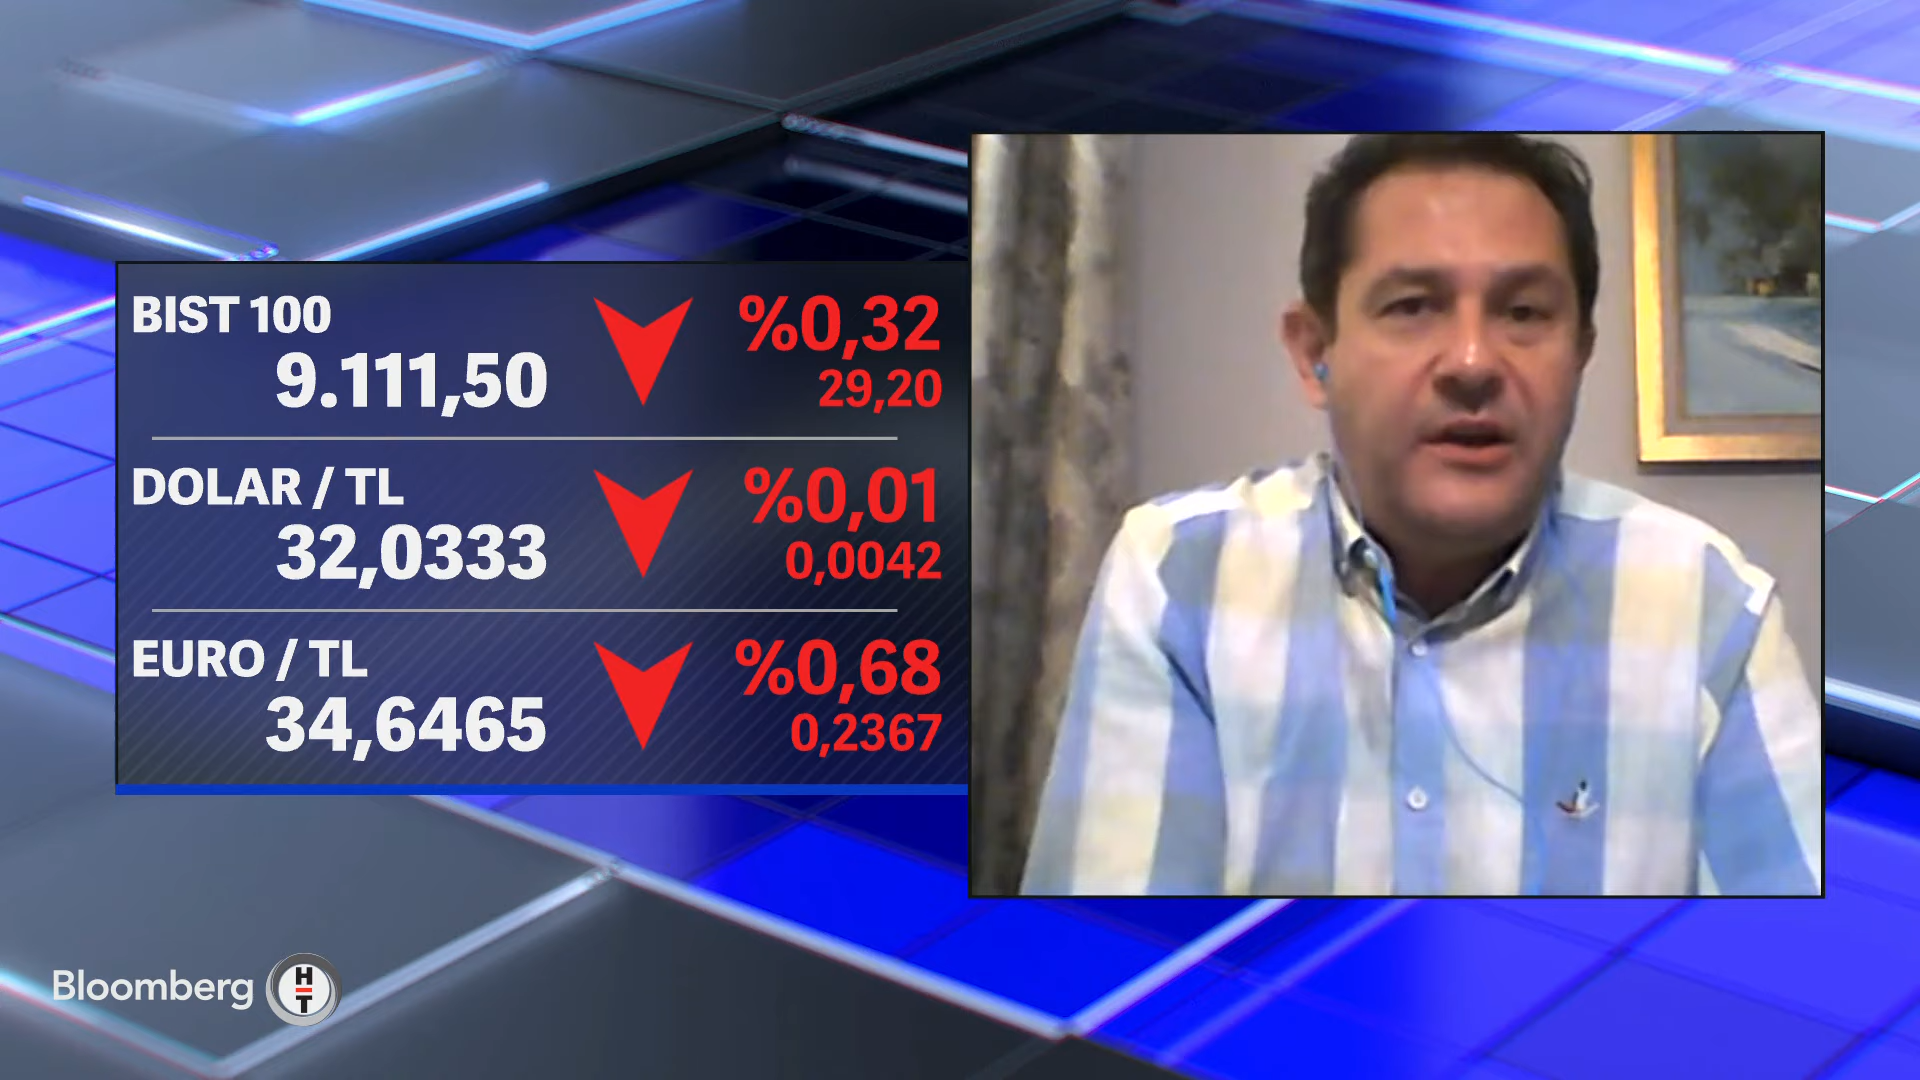 BIST 100
9.111,50
%0,32
29,20
DOLAR / TL
32,0333
%0,01
0,0042
EURO / TL
34,6465
%0,68
0,2367
Bloomberg HT